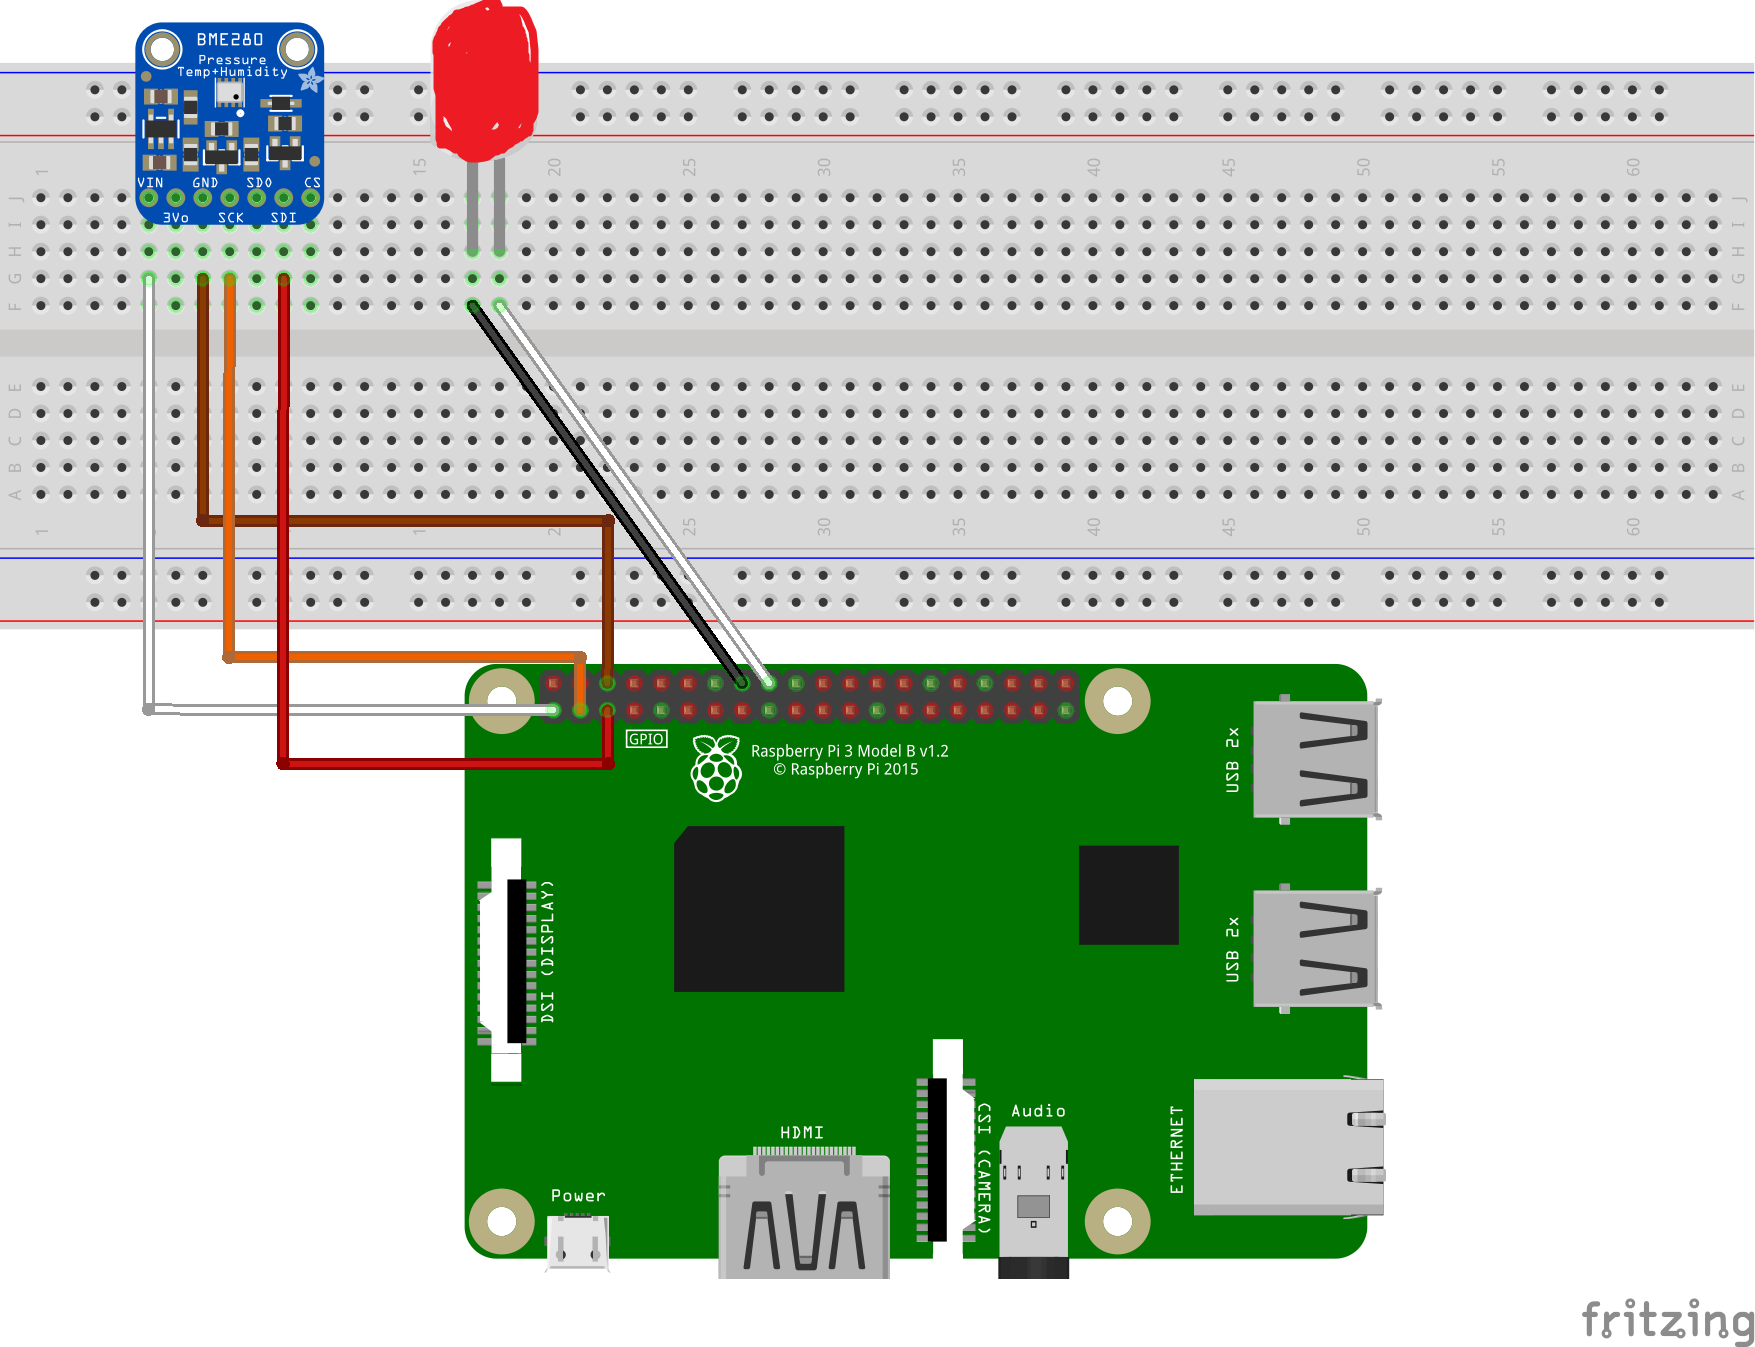 BME280
Pressure
Temp+Humidity
VIN GND SDO CS
3Vo SCK SDI
1 15 20 25 30 35 40 45 50 55 60
J J
I I
H H
G G
F F
E E
D D
C C
B B
A A
1 1 2 25 30 35 40 45 50 55 60
GPIO
Raspberry Pi 3 Model B v1.2
© Raspberry Pi 2015
USB 2x
DSI (DISPLAY)
USB 2x
CSI (CAMERA)
Audio
ETHERNET
HDMI
Power
fritzing